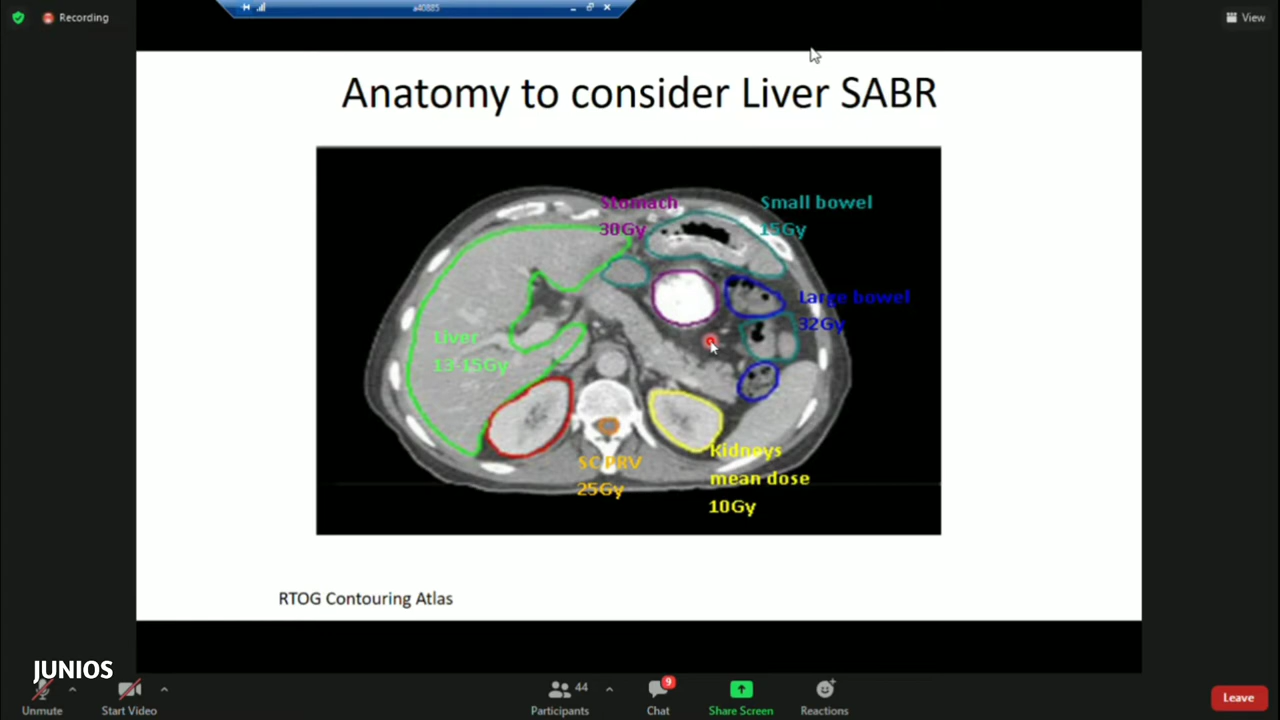 Recording
a40885
View
Anatomy to consider Liver SABR
Stomach
30Gy
Small bowel
15Gy
Large bowel
32Gy
Liver
13-15Gy
SC PRV
25Gy
Kidneys
mean dose
10Gy
RTOG Contouring Atlas
JUNIOS
Unmute
Start Video
44
Participants
9
Chat
Share Screen
Reactions
Leave